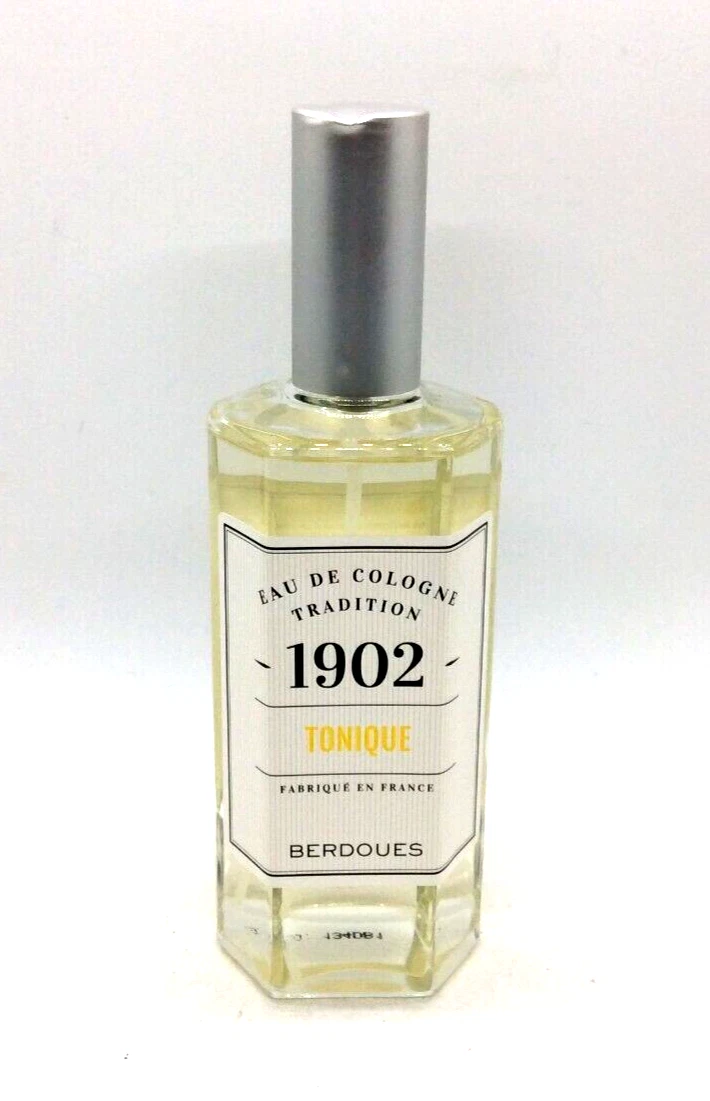 EAU DE COLOGNE
TRADITION
1902
TONIQUE
FABRIQUÉ EN FRANCE
BERDOUES